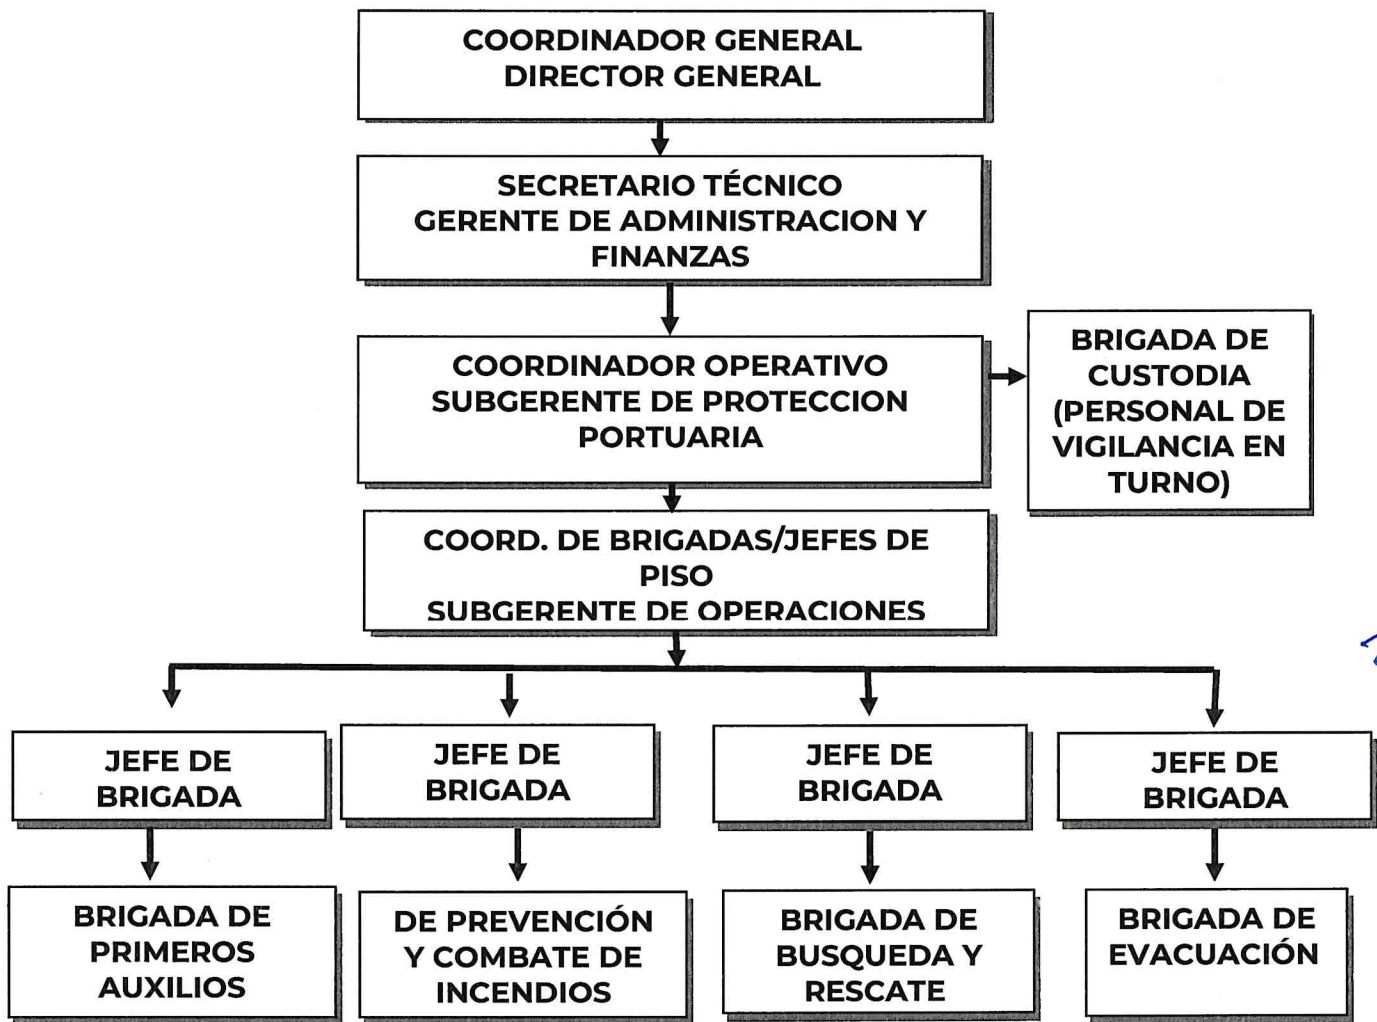 COORDINADOR GENERAL
DIRECTOR GENERAL
SECRETARIO TÉCNICO
GERENTE DE ADMINISTRACION Y
FINANZAS
COORDINADOR OPERATIVO
SUBGERENTE DE PROTECCION
PORTUARIA
BRIGADA DE
CUSTODIA
(PERSONAL DE
VIGILANCIA EN
TURNO)
COORD. DE BRIGADAS/JEFES DE
PISO
SUBGERENTE DE OPERACIONES
JEFE DE
BRIGADA
JEFE DE
BRIGADA
JEFE DE
BRIGADA
JEFE DE
BRIGADA
BRIGADA DE
PRIMEROS
AUXILIOS
DE PREVENCIÓN
Y COMBATE DE
INCENDIOS
BRIGADA DE
BUSQUEDA Y
RESCATE
BRIGADA DE
EVACUACIÓN